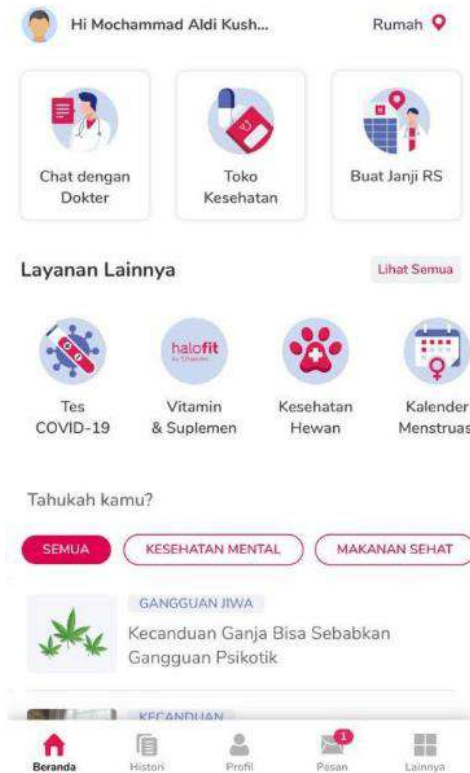 Hi Mochammad Aldi Kush...
Rumah
Chat dengan
Dokter
Toko
Kesehatan
Buat Janji RS
Layanan Lainnya
Lihat Semua
Tes
COVID-19
halofit
Vitamin
& Suplemen
Kesehatan
Hewan
Kalender
Menstruas
Tahukah kamu?
SEMUA
KESEHATAN MENTAL
MAKANAN SEHAT
GANGGUAN JIWA
Kecanduan Ganja Bisa Sebabkan
Gangguan Psikotik
KECANDUAN
1
Beranda
Histori
Profil
Pesan
Lainnya